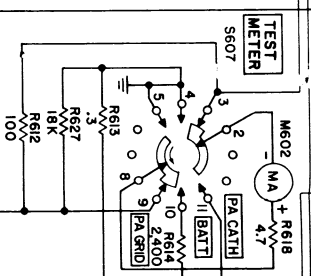 TEST
METER
S607
M602
- MA +
R618
4.7
3
2
4
5
8
9
10
11
PA CATH
BATT
R614
2,400
PA GRID
R613
.3
R627
18K
R612
100